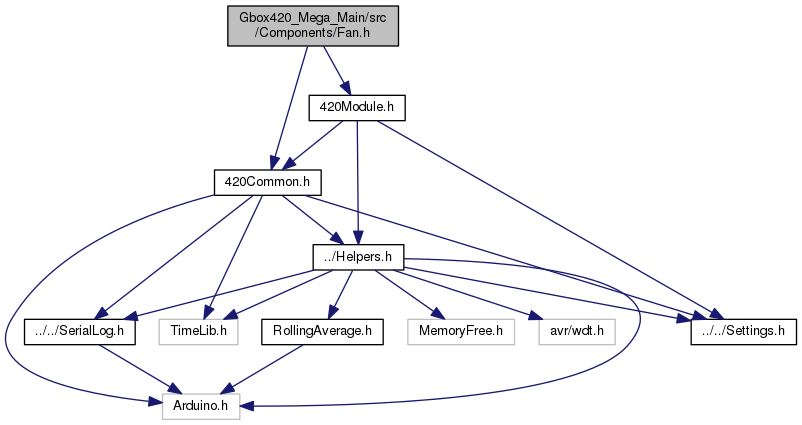 Gbox420_Mega_Main/src
/Components/Fan.h
420Module.h
420Common.h
../Helpers.h
../../SerialLog.h
TimeLib.h
RollingAverage.h
MemoryFree.h
avr/wdt.h
../../Settings.h
Arduino.h